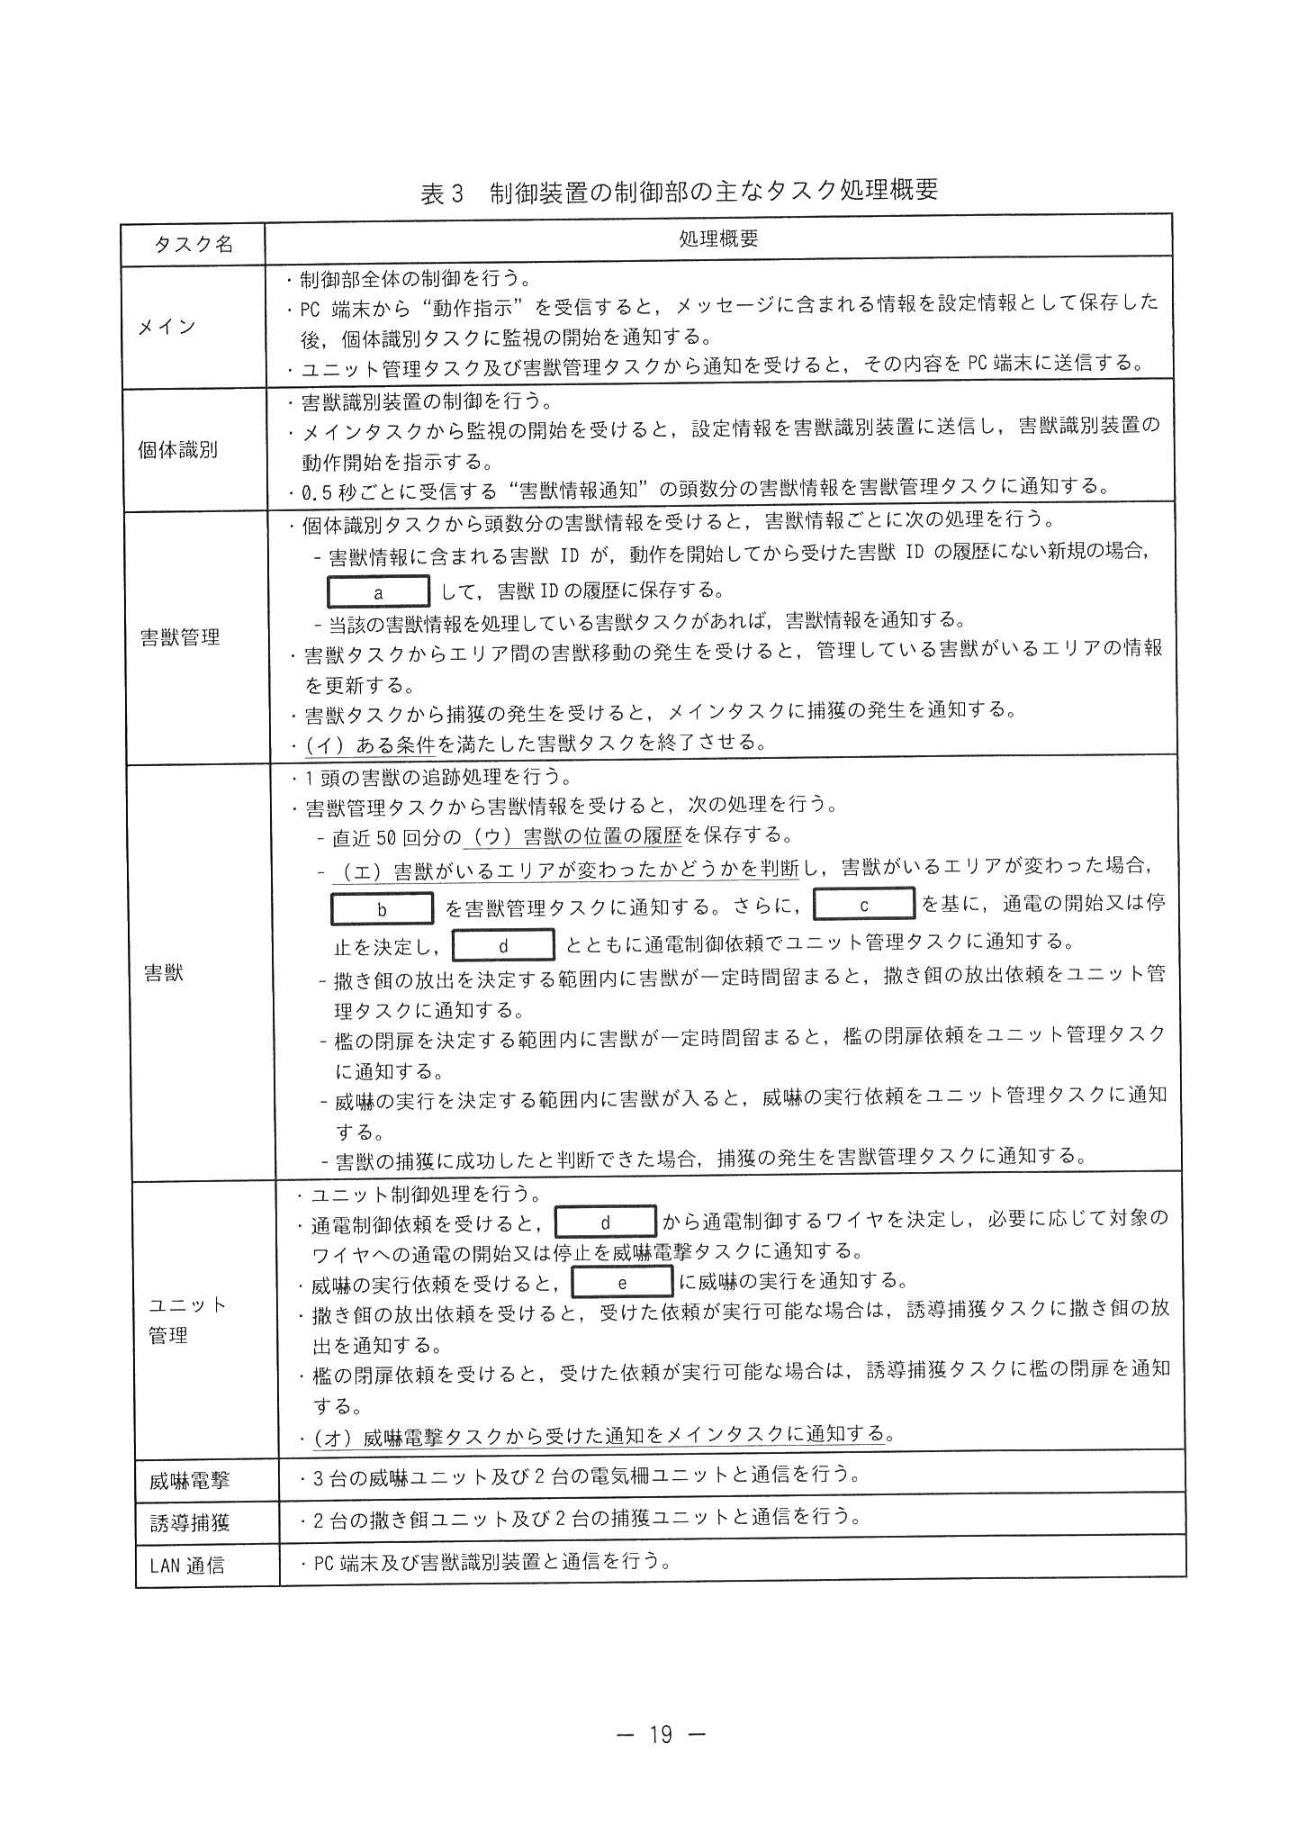 表3 制御装置の制御部の主なタスク処理概要
タスク名
処理概要
メイン
・制御部全体の制御を行う。
・PC 端末から“動作指示”を受信すると，メッセージに含まれる情報を設定情報として保存した
後，個体識別タスクに監視の開始を通知する。
・ユニット管理タスク及び害獣管理タスクから通知を受けると，その内容を PC 端末に送信する。
個体識別
・害獣識別装置の制御を行う。
・メインタスクから監視の開始を受けると，設定情報を害獣識別装置に送信し，害獣識別装置の
動作開始を指示する。
・0.5 秒ごとに受信する“害獣情報通知”の頭数分の害獣情報を害獣管理タスクに通知する。
害獣管理
・個体識別タスクから頭数分の害獣情報を受けると，害獣情報ごとに次の処理を行う。
- 害獣情報に含まれる害獣 ID が，動作を開始してから受けた害獣 ID の履歴にない新規の場合，
a して，害獣 ID の履歴に保存する。
- 当該の害獣情報を処理している害獣タスクがあれば，害獣情報を通知する。
・害獣タスクからエリア間の害獣移動の発生を受けると，管理している害獣がいるエリアの情報
を更新する。
・害獣タスクから捕獲の発生を受けると，メインタスクに捕獲の発生を通知する。
・(イ) ある条件を満たした害獣タスクを終了させる。
害獣
・1 頭の害獣の追跡処理を行う。
・害獣管理タスクから害獣情報を受けると，次の処理を行う。
- 直近 50 回分の (ウ) 害獣の位置の履歴を保存する。
- (エ) 害獣がいるエリアが変わったかどうかを判断し，害獣がいるエリアが変わった場合，
b を害獣管理タスクに通知する。さらに， c を基に，通電の開始又は停
止を決定し， d とともに通電制御依頼でユニット管理タスクに通知する。
- 撒き餌の放出を決定する範囲内に害獣が一定時間留まると，撒き餌の放出依頼をユニット管
理タスクに通知する。
- 檻の閉扉を決定する範囲内に害獣が一定時間留まると，檻の閉扉依頼をユニット管理タスク
に通知する。
- 威嚇の実行を決定する範囲内に害獣が入ると，威嚇の実行依頼をユニット管理タスクに通知
する。
- 害獣の捕獲に成功したと判断できた場合，捕獲の発生を害獣管理タスクに通知する。
ユニット
管理
・ユニット制御処理を行う。
・通電制御依頼を受けると， d から通電制御するワイヤを決定し，必要に応じて対象の
ワイヤへの通電の開始又は停止を威嚇電撃タスクに通知する。
・威嚇の実行依頼を受けると， e に威嚇の実行を通知する。
・撒き餌の放出依頼を受けると，受けた依頼が実行可能な場合は，誘導捕獲タスクに撒き餌の放
出を通知する。
・檻の閉扉依頼を受けると，受けた依頼が実行可能な場合は，誘導捕獲タスクに檻の閉扉を通知
する。
・(オ) 威嚇電撃タスクから受けた通知をメインタスクに通知する。
威嚇電撃
・3 台の威嚇ユニット及び 2 台の電気柵ユニットと通信を行う。
誘導捕獲
・2 台の撒き餌ユニット及び 2 台の捕獲ユニットと通信を行う。
LAN 通信
・PC 端末及び害獣識別装置と通信を行う。
― 19 ―